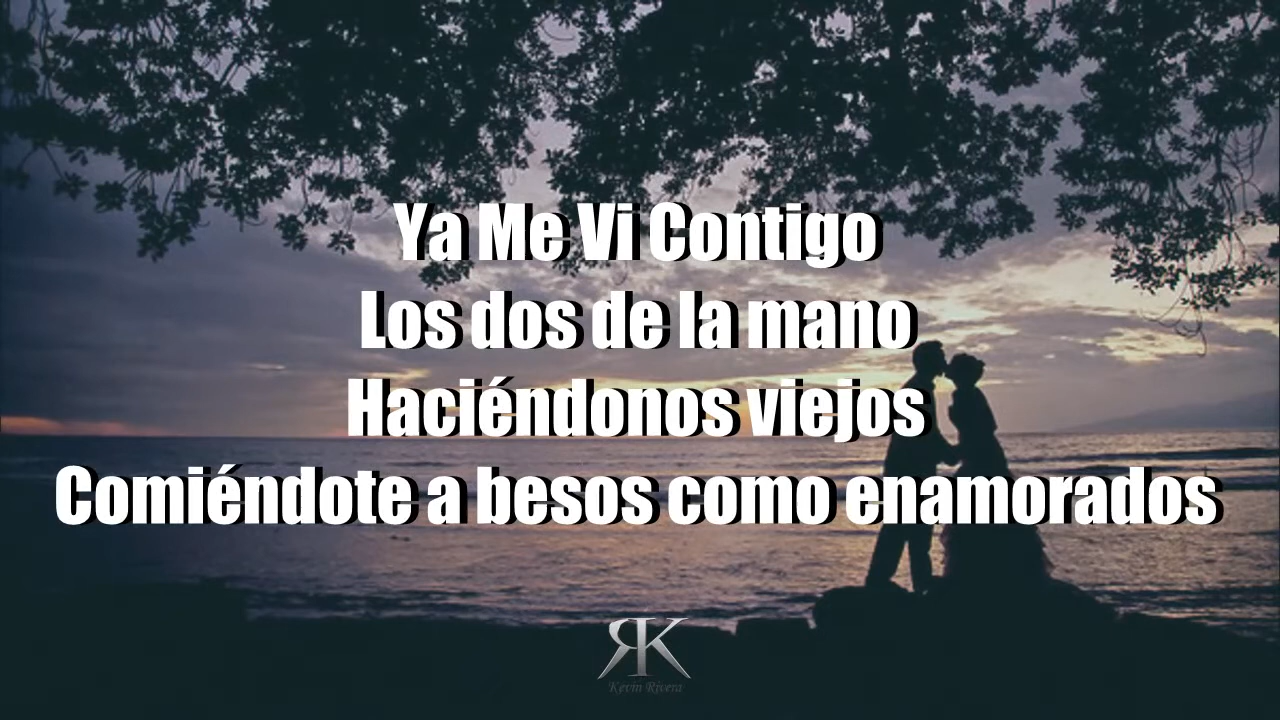 Ya Me Vi Contigo
Los dos de la mano
Haciéndonos viejos
Comiéndote a besos como enamorados
RK
Kevin Rivera